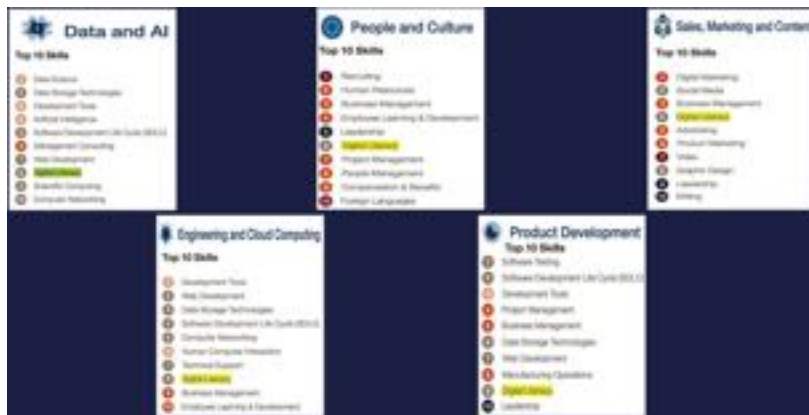 Data and AI
Top 10 Skills
Data Science
Data Storage Technologies
Development Tools
Artificial Intelligence
Software Development Life Cycle (SDLC)
Management Consulting
Web Development
Digital Literacy
Scientific Computing
Computer Networking
People and Culture
Top 10 Skills
Recruiting
Human Resources
Business Management
Employee Learning & Development
Leadership
Digital Literacy
Project Management
People Management
Compensation & Benefits
Foreign Languages
Sales, Marketing and Content
Top 10 Skills
Digital Marketing
Social Media
Business Management
Digital Literacy
Advertising
Product Marketing
Video
Graphic Design
Leadership
Writing
Engineering and Cloud Computing
Top 10 Skills
Development Tools
Web Development
Data Storage Technologies
Software Development Life Cycle (SDLC)
Computer Networking
Human Computer Interaction
Technical Support
Digital Literacy
Business Management
Employee Learning & Development
Product Development
Top 10 Skills
Software Testing
Software Development Life Cycle (SDLC)
Development Tools
Project Management
Business Management
Data Storage Technologies
Web Development
Manufacturing Operations
Digital Literacy
Leadership